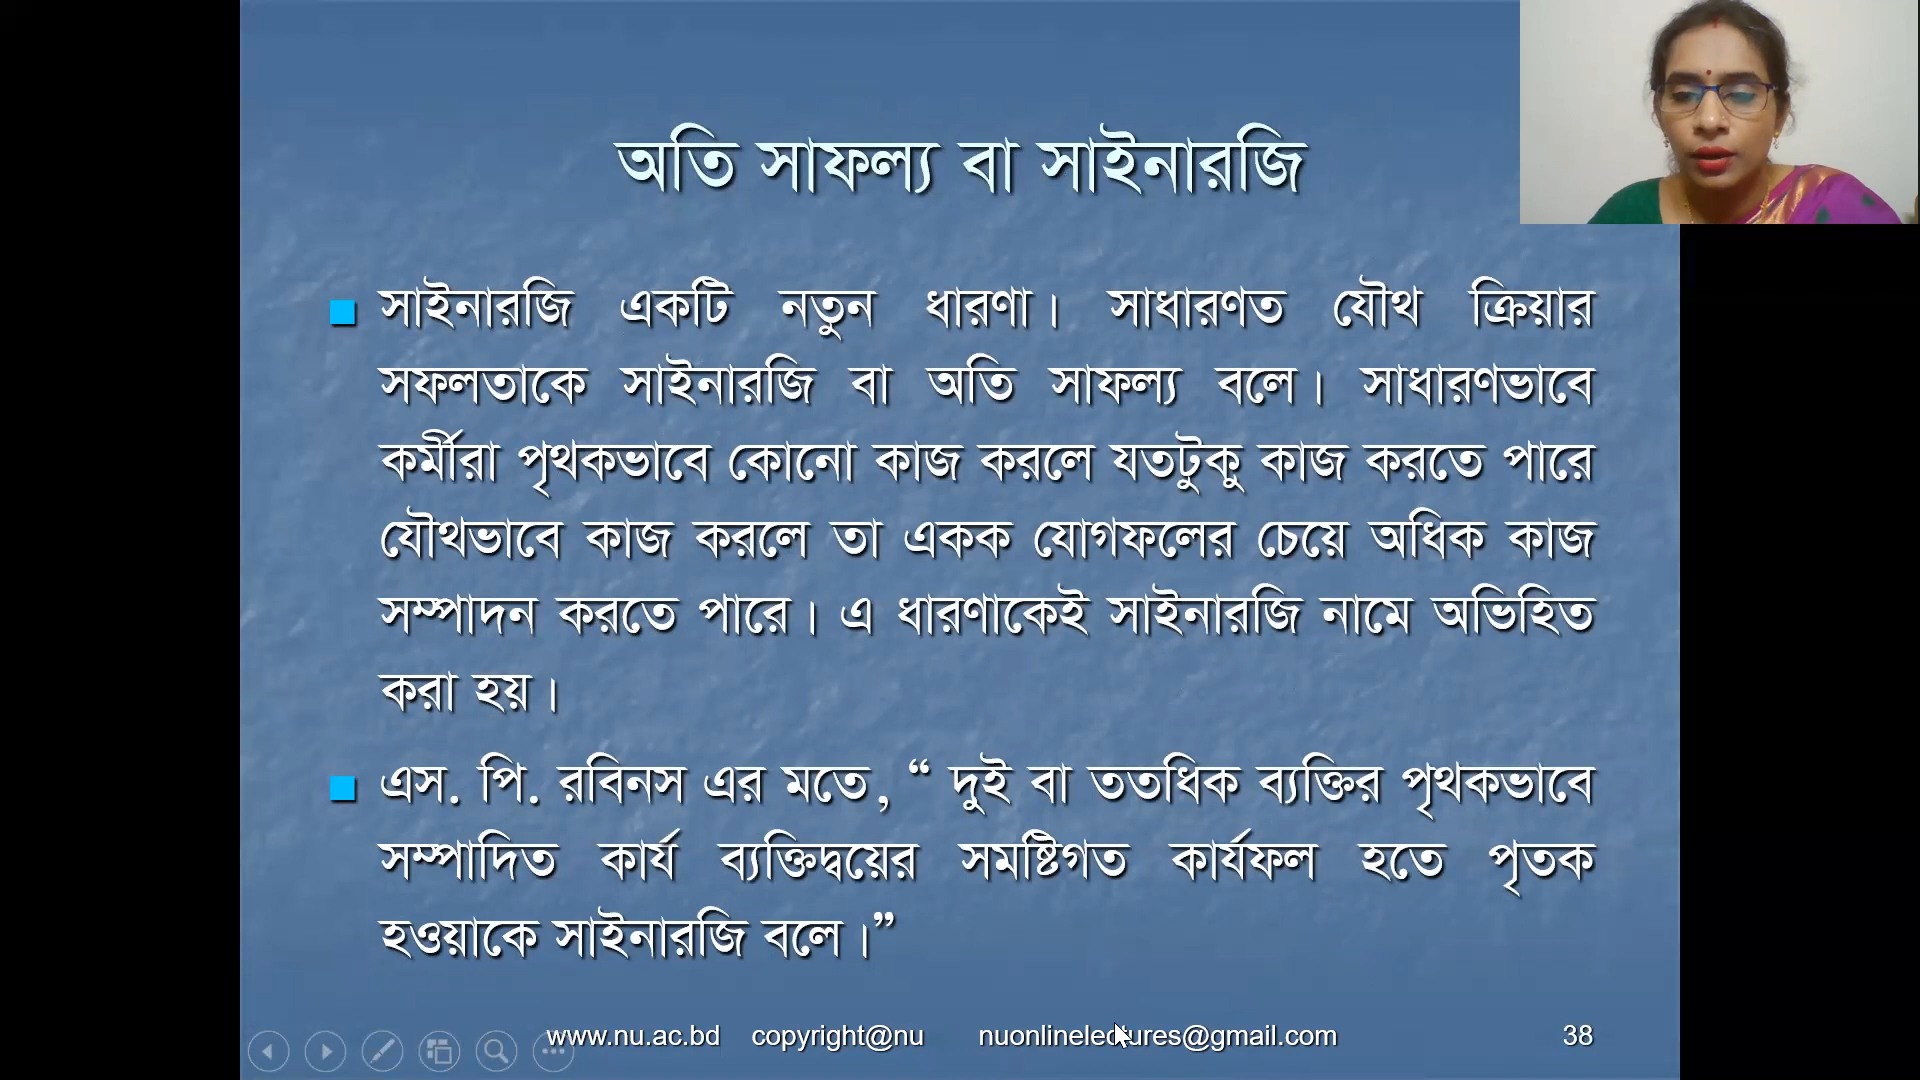 অতি সাফল্য বা সাইনারজি
সাইনারজি একটি নতুন ধারণা। সাধারণত যৌথ ক্রিয়ার
সফলতাকে সাইনারজি বা অতি সাফল্য বলে। সাধারণভাবে
কর্মীরা পৃথকভাবে কোনো কাজ করলে যতটুকু কাজ করতে পারে
যৌথভাবে কাজ করলে তা একক যোগফলের চেয়ে অধিক কাজ
সম্পাদন করতে পারে। এ ধারণাকেই সাইনারজি নামে অভিহিত
করা হয়।
এস. পি. রবিনস এর মতে, “ দুই বা ততধিক ব্যক্তির পৃথকভাবে
সম্পাদিত কার্য ব্যক্তিদ্বয়ের সমষ্টিগত কার্যফল হতে পৃতক
হওয়াকে সাইনারজি বলে।”
www.nu.ac.bd copyright@nu nuonlinelectures@gmail.com 38